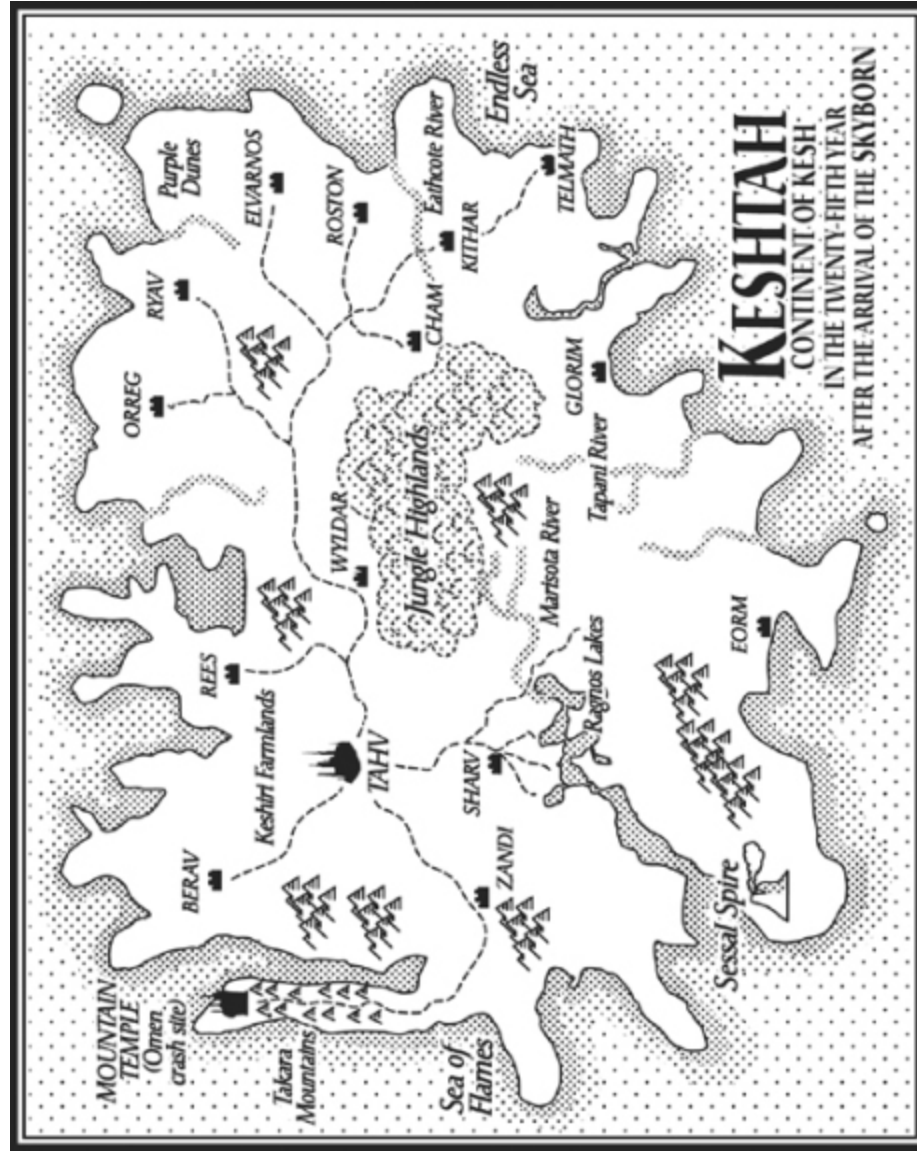 MOUNTAIN
TEMPLE
(Omen
crash site)
ORREG
RYAV
Purple
Dunes
BERAV
REES
ELVARNOS
Keshiri Farmlands
Takara
Mountains
ROSTON
WYLDAR
TAHV
Jungle Highlands
CHAM
Eathcote River
Sea of
Flames
KITHAR
SHARV
Endless
Sea
ZANDI
Marisota River
TELMATH
GLORIM
Ragnos Lakes
Tapani River
Sessal Spire
EORM
KESHTAH
CONTINENT OF KESH
IN THE TWENTY-FIFTH YEAR
AFTER THE ARRIVAL OF THE SKYBORN